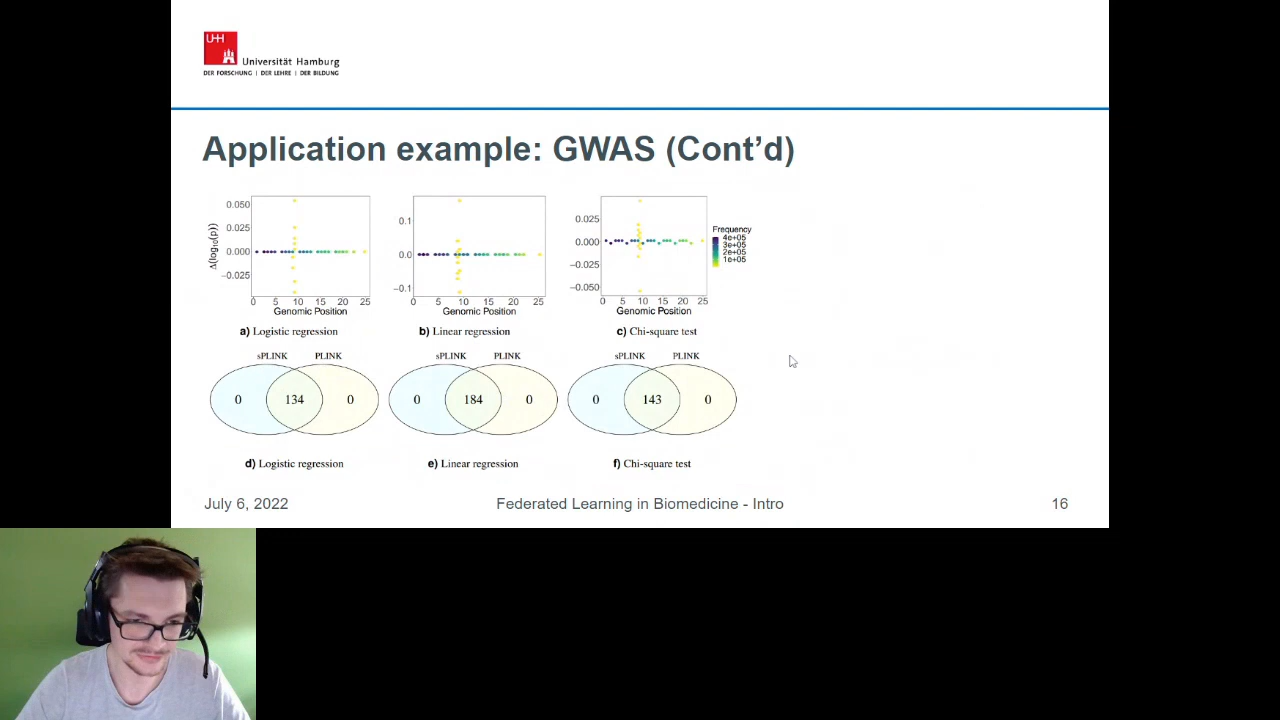 UHH
Universität Hamburg
DER FORSCHUNG | DER LEHRE | DER BILDUNG
Application example: GWAS (Cont'd)
Δ(log₁₀(p))
0.050
0.025
0.000
−0.025
0 5 10 15 20 25
Genomic Position
a) Logistic regression
0.1
0.0
−0.1
0 5 10 15 20 25
Genomic Position
b) Linear regression
0.025
0.000
−0.025
−0.050
0 5 10 15 20 25
Genomic Position
c) Chi-square test
Frequency
4e+05
3e+05
2e+05
1e+05
sPLINK PLINK
0 134 0
d) Logistic regression
sPLINK PLINK
0 184 0
e) Linear regression
sPLINK PLINK
0 143 0
f) Chi-square test
July 6, 2022
Federated Learning in Biomedicine - Intro
16